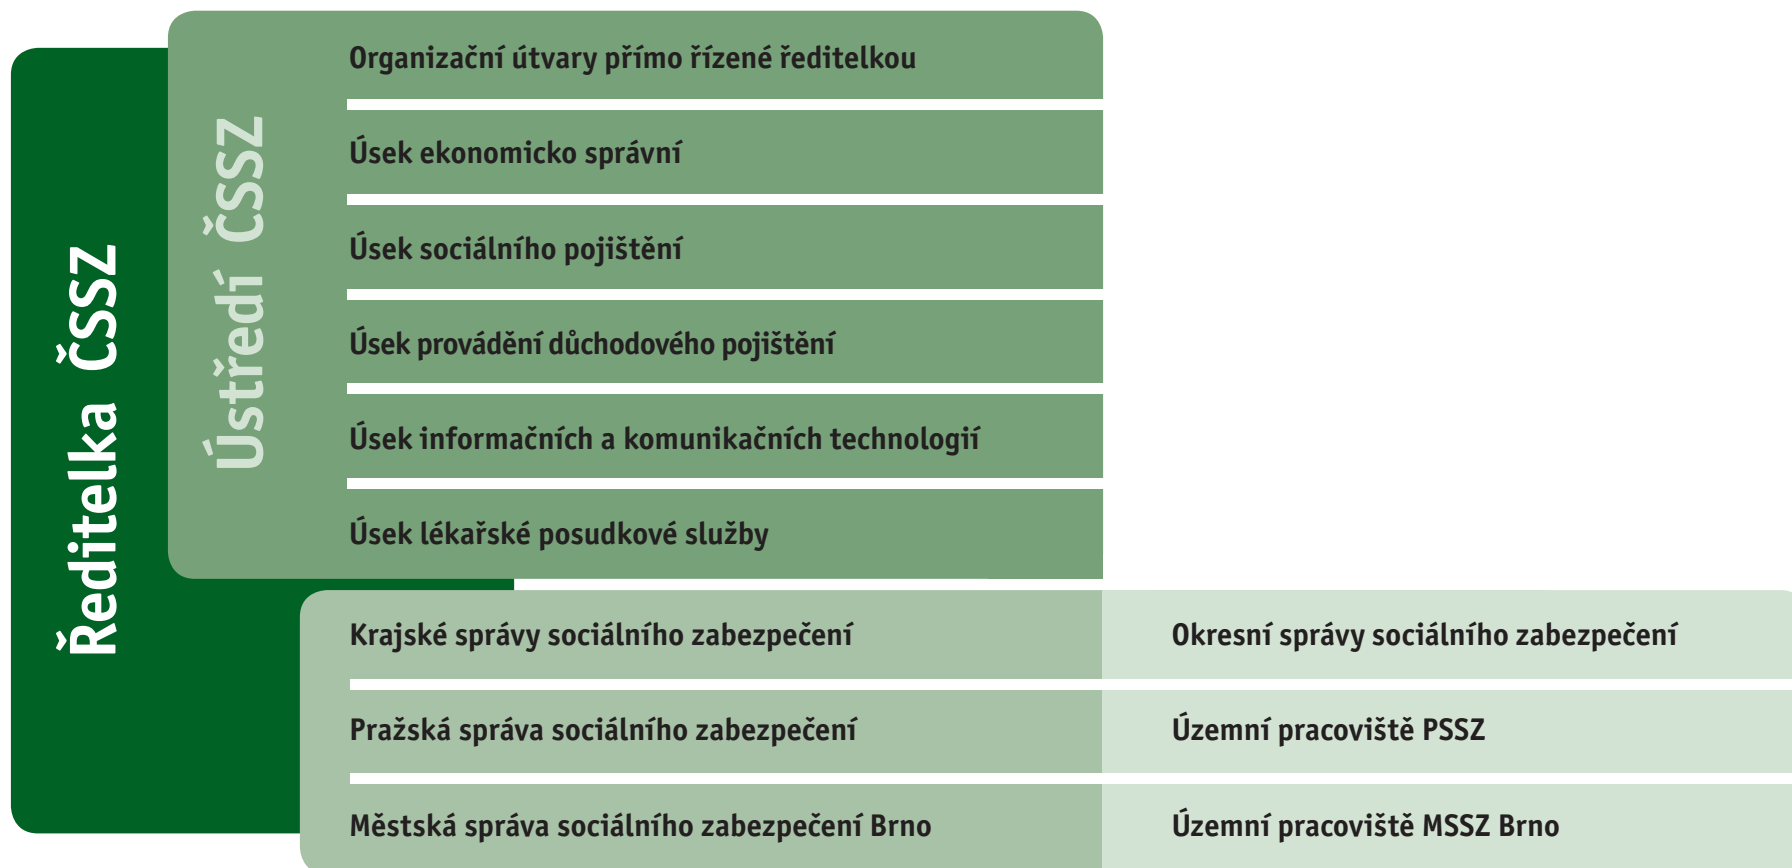 Ředitelka ČSSZ
Ústředí ČSSZ
Organizační útvary přímo řízené ředitelkou
Úsek ekonomicko správní
Úsek sociálního pojištění
Úsek provádění důchodového pojištění
Úsek informačních a komunikačních technologií
Úsek lékařské posudkové služby
Krajské správy sociálního zabezpečení
Okresní správy sociálního zabezpečení
Pražská správa sociálního zabezpečení
Územní pracoviště PSSZ
Městská správa sociálního zabezpečení Brno
Územní pracoviště MSSZ Brno